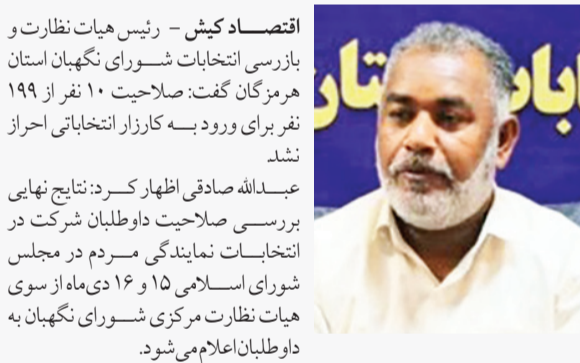 اقتصاد کیش – رئیس هیات نظارت و
بازرسی انتخابات شورای نگهبان استان
هرمزگان گفت: صلاحیت ۱۰ نفر از ۱۹۹
نفر برای ورود به کارزار انتخاباتی احراز
نشد.
عبدالله صادقی اظهار کرد: نتایج نهایی
بررسی صلاحیت داوطلبان شرکت در
انتخابات نمایندگی مردم در مجلس
شورای اسلامی ۱۵ و ۱۶ دی‌ماه از سوی
هیات نظارت مرکزی شورای نگهبان به
داوطلبان اعلام می‌شود.